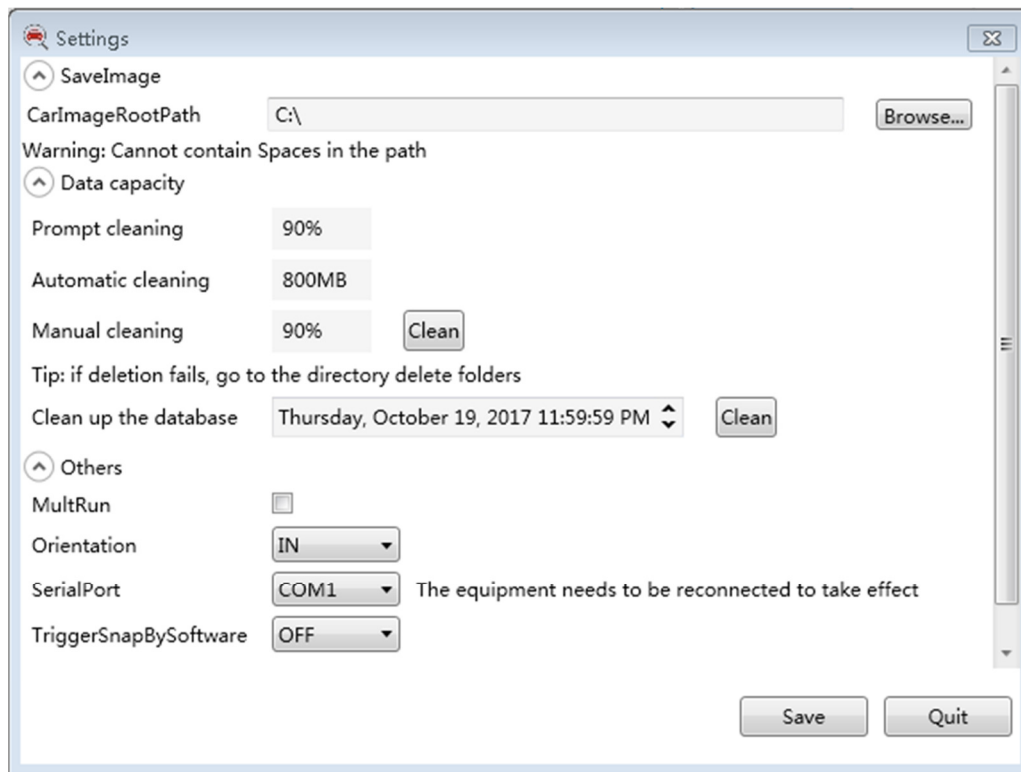 Settings
SaveImage
CarImageRootPath C:\ Browse...
Warning: Cannot contain Spaces in the path
Data capacity
Prompt cleaning 90%
Automatic cleaning 800MB
Manual cleaning 90% Clean
Tip: if deletion fails, go to the directory delete folders
Clean up the database Thursday, October 19, 2017 11:59:59 PM Clean
Others
MultRun
Orientation IN
SerialPort COM1 The equipment needs to be reconnected to take effect
TriggerSnapBySoftware OFF
Save Quit